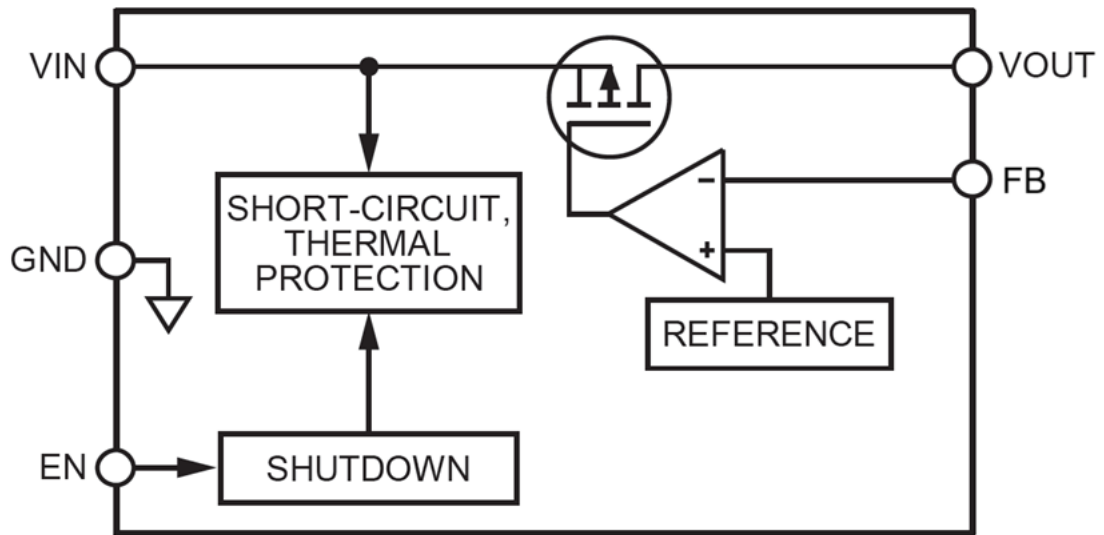 VIN
VOUT
SHORT-CIRCUIT,
THERMAL
PROTECTION
–
FB
+
GND
REFERENCE
EN
SHUTDOWN